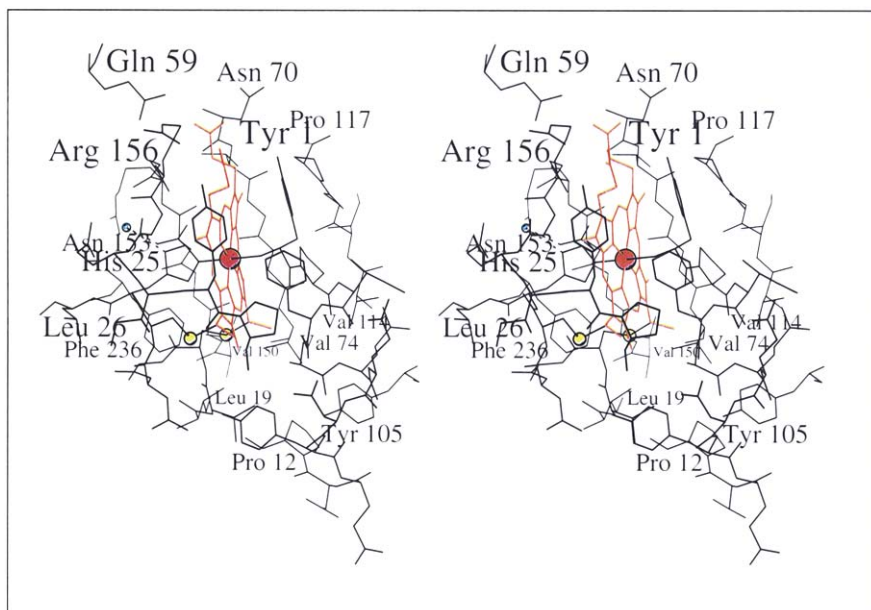 Gln 59
Asn 70
Tyr 1
Pro 117
Arg 156
Asn 153
His 25
Leu 26
Phe 236
Val 150
Val 114
Val 74
Leu 19
Tyr 105
Pro 12
Gln 59
Asn 70
Tyr 1
Pro 117
Arg 156
Asn 153
His 25
Leu 26
Phe 236
Val 150
Val 114
Val 74
Leu 19
Tyr 105
Pro 12